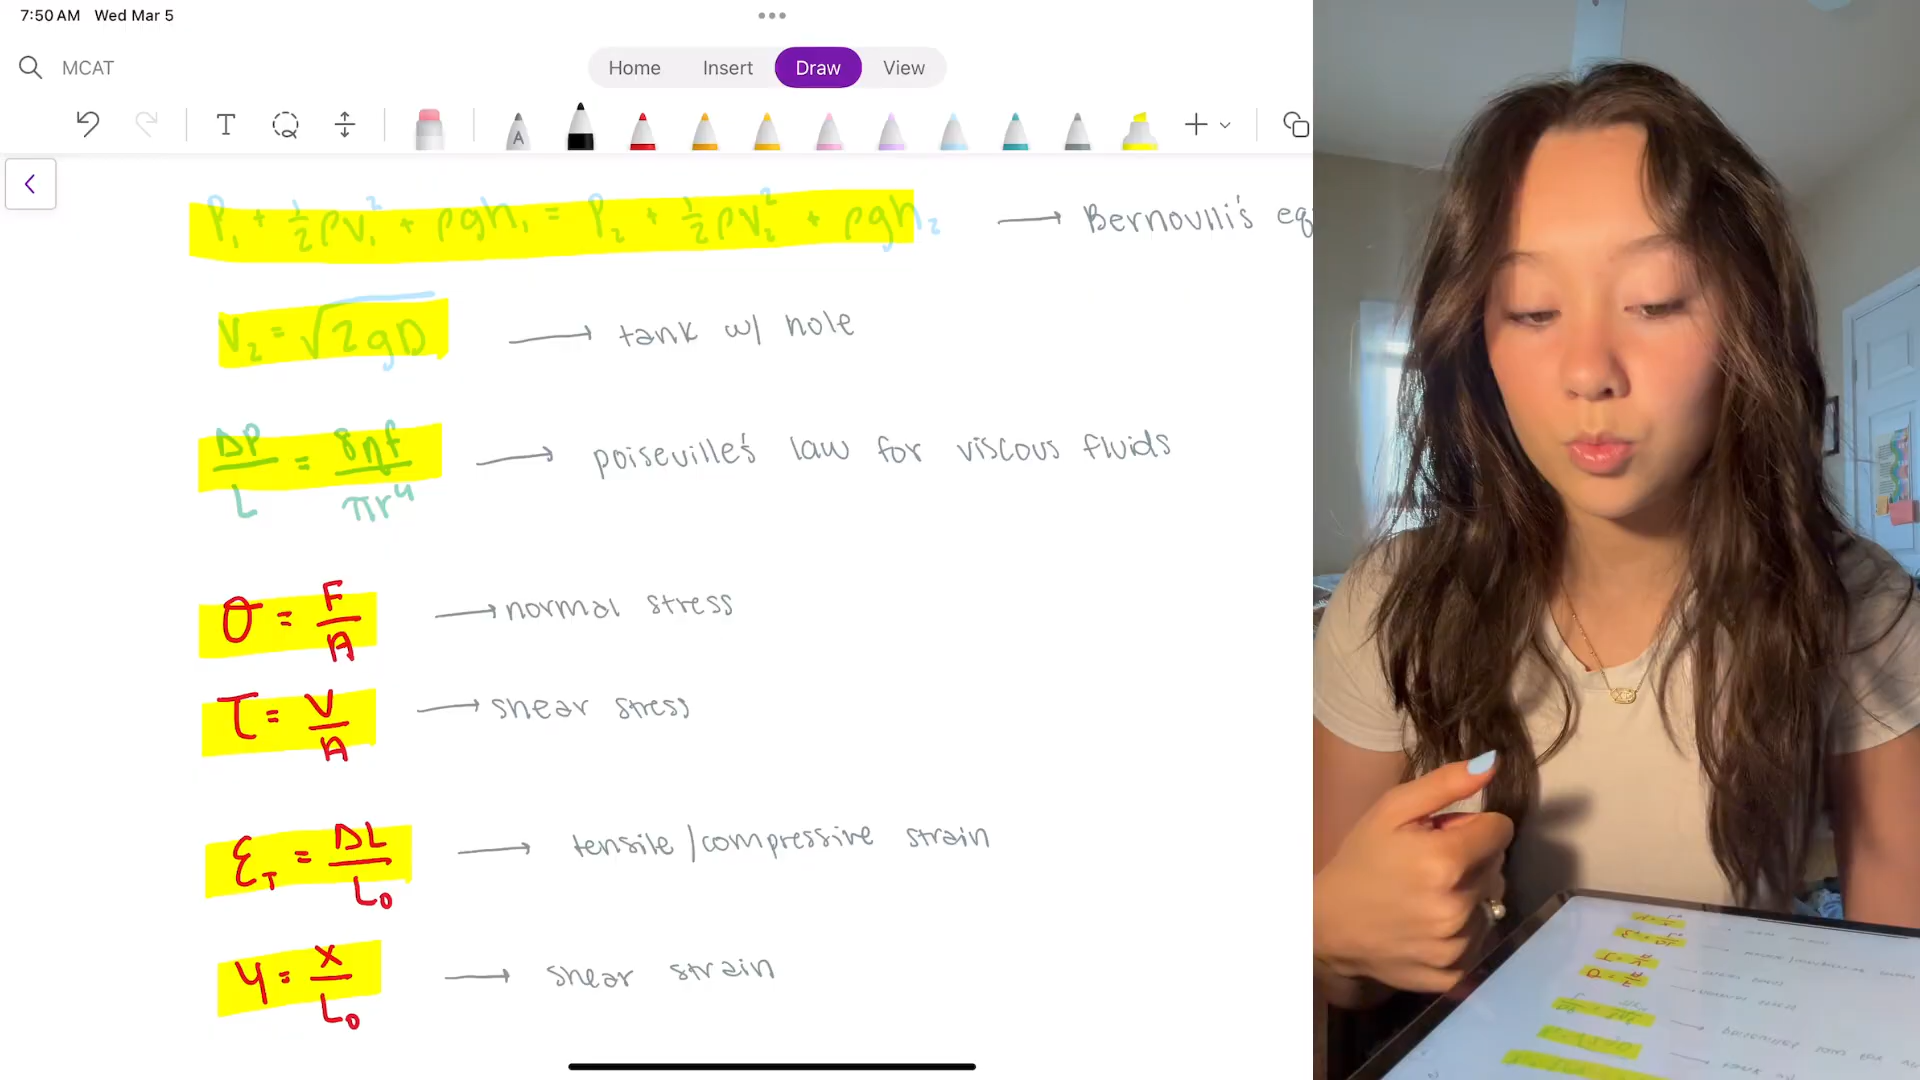 7:50 AM Wed Mar 5
MCAT
Home Insert Draw View
T
A
P₁ + ½ρv₁² + ρgh₁ = P₂ + ½ρv₂² + ρgh₂ → Bernoulli's eq
V₂ = √2gD → tank w/ hole
ΔP/L = 8ηf/πr⁴ → poiseuille's law for viscous fluids
σ = F/A → normal stress
τ = V/A → shear stress
ε_T = ΔL/L₀ → tensile/compressive strain
γ = x/L₀ → shear strain